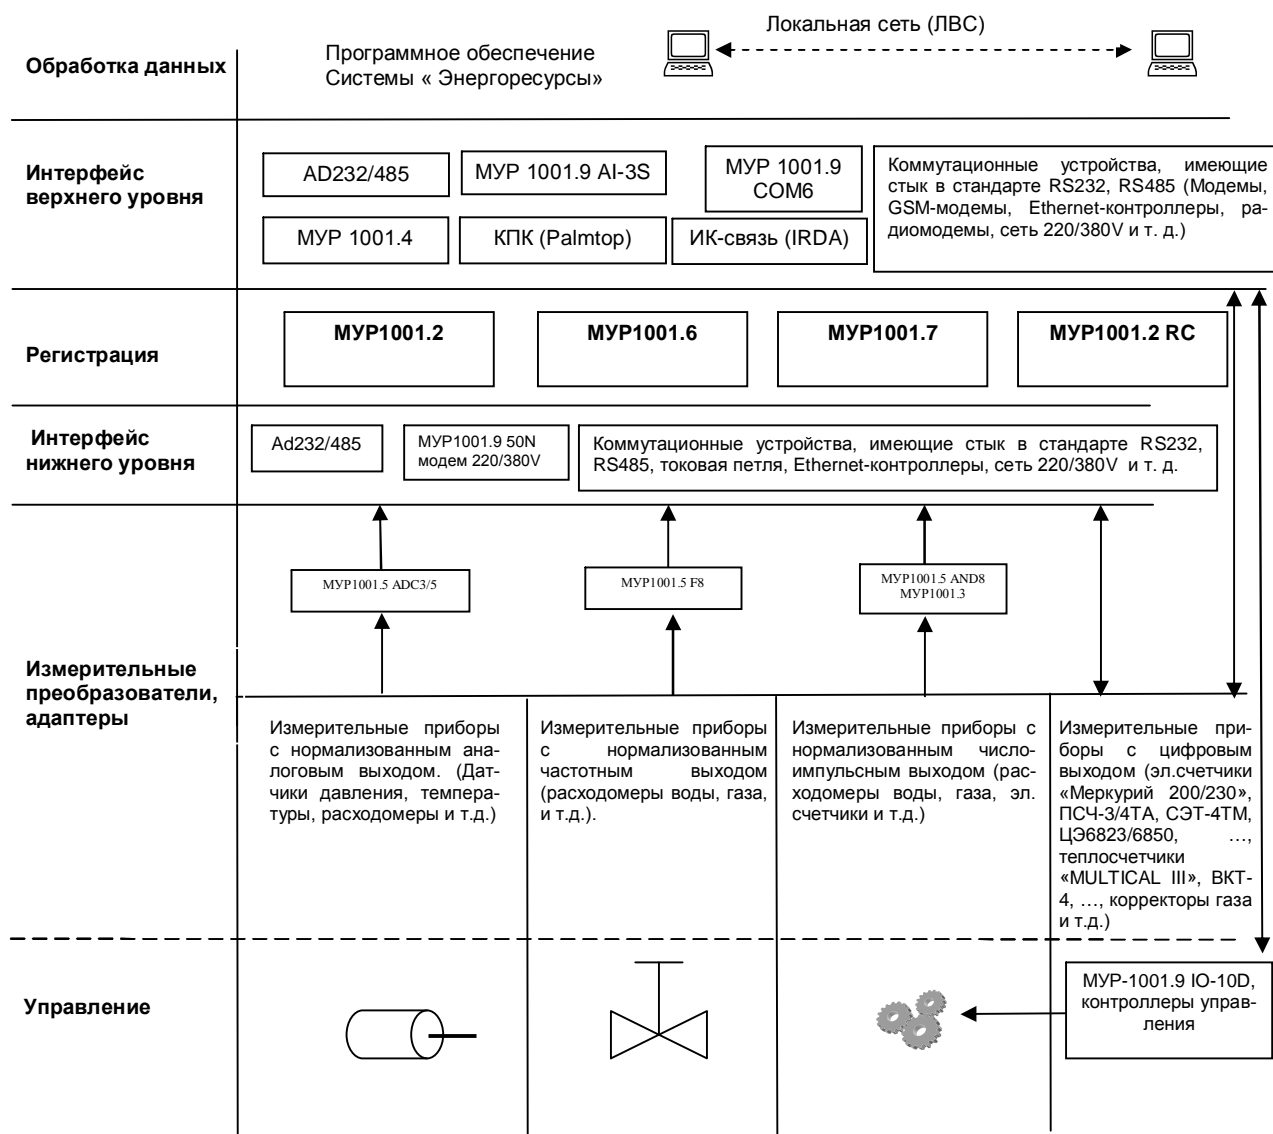 Локальная сеть (ЛВС)
Обработка данных
Программное обеспечение
Системы « Энергоресурсы»
Интерфейс
верхнего уровня
AD232/485
МУР 1001.9 AI-3S
МУР 1001.9
COM6
Коммутационные устройства, имеющие
стык в стандарте RS232, RS485 (Модемы,
GSM-модемы, Ethernet-контроллеры, ра-
диомодемы, сеть 220/380V и т. д.)
МУР 1001.4
КПК (Palmtop)
ИК-связь (IRDA)
Регистрация
МУР1001.2
МУР1001.6
МУР1001.7
МУР1001.2 RC
Интерфейс
нижнего уровня
Ad232/485
МУР1001.9 50N
модем 220/380V
Коммутационные устройства, имеющие стык в стандарте RS232,
RS485, токовая петля, Ethernet-контроллеры, сеть 220/380V и т. д.
МУР1001.5 ADC3/5
МУР1001.5 F8
МУР1001.5 AND8
МУР1001.3
Измерительные
преобразователи,
адаптеры
Измерительные приборы
с нормализованным ана-
логовым выходом. (Дат-
чики давления, темпера-
туры, расходомеры и т.д.)
Измерительные приборы
с нормализованным
частотным выходом
(расходомеры воды, газа,
и т.д.).
Измерительные приборы с
нормализованным число-
импульсным выходом (рас-
ходомеры воды, газа, эл.
счетчики и т.д.)
Измерительные при-
боры с цифровым
выходом (эл.счетчики
«Меркурий 200/230»,
ПСЧ-3/4ТА, СЭТ-4ТМ,
ЦЭ6823/6850, …,
теплосчетчики
«MULTICAL III», ВКТ-
4, …, корректоры газа
и т.д.)
Управление
МУР-1001.9 IO-10D,
контроллеры управ-
ления